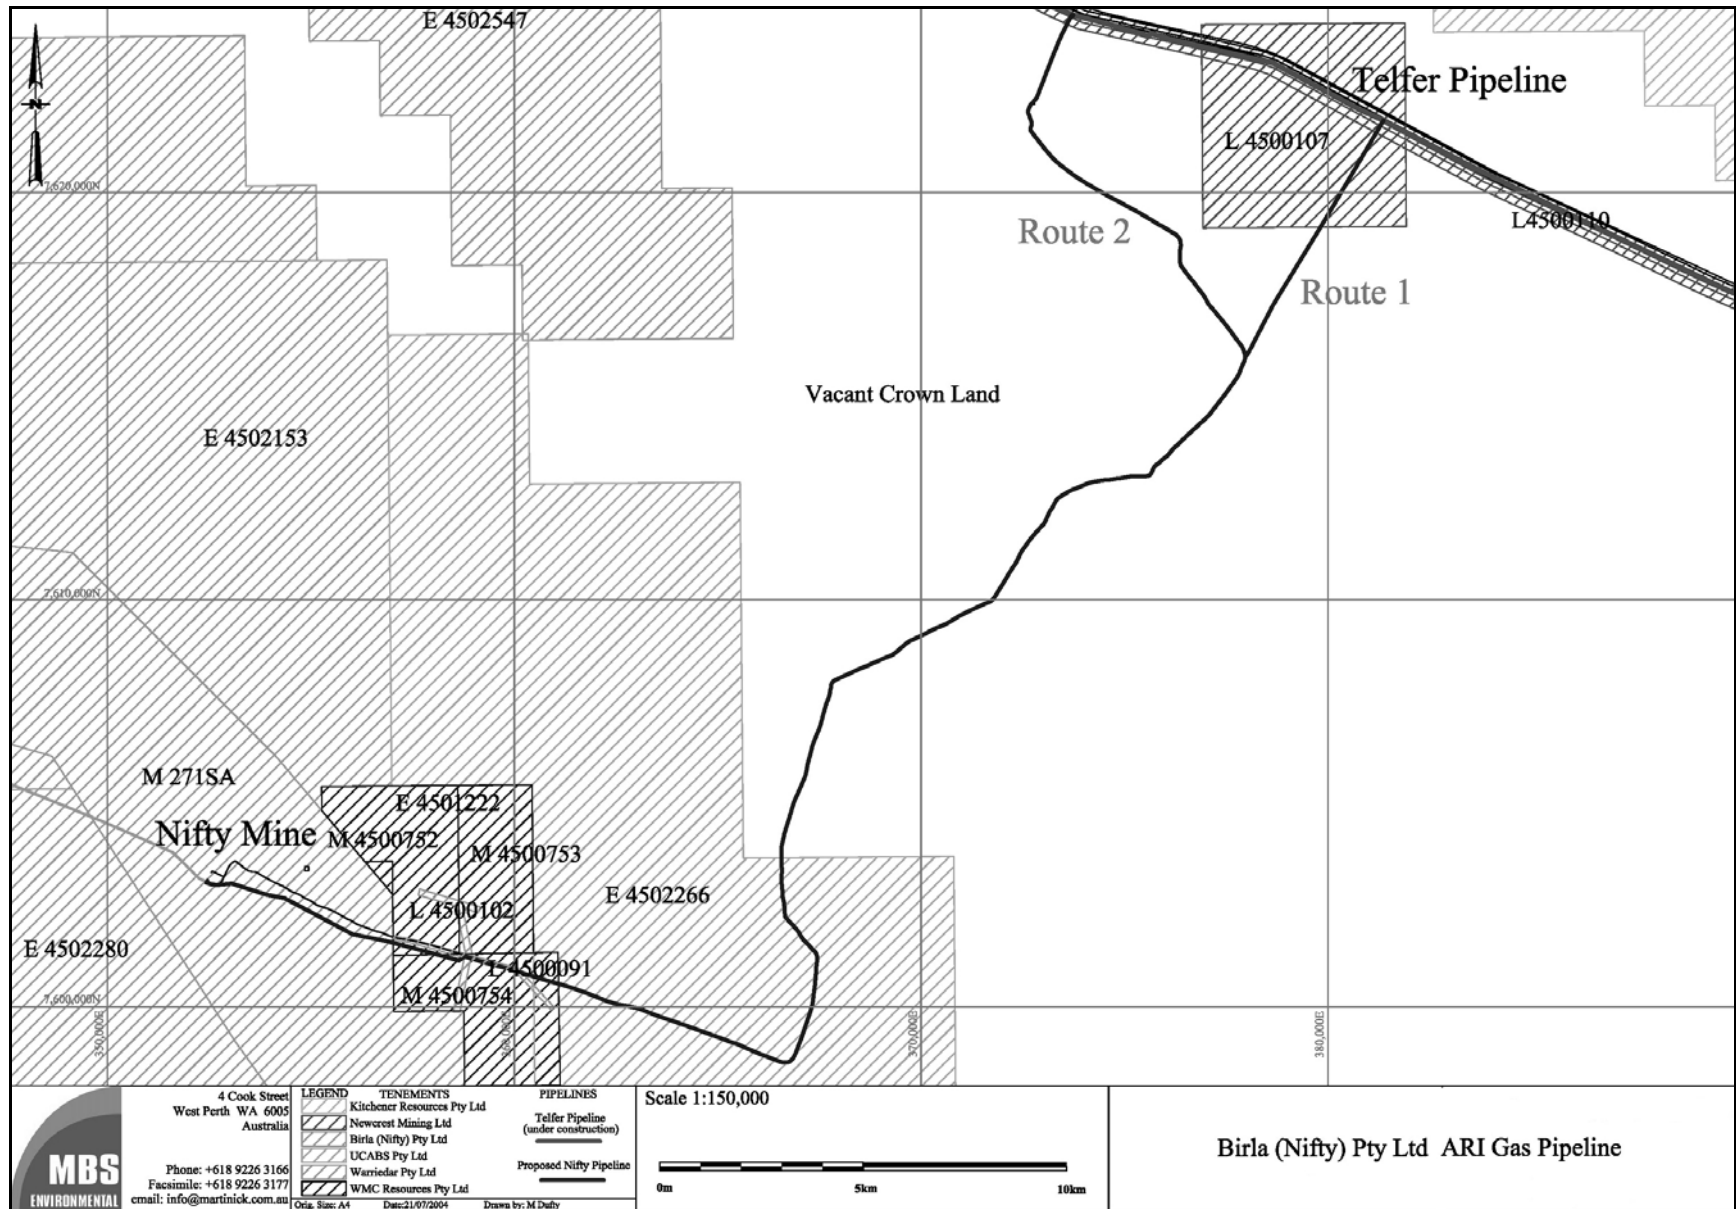 E 4502547
N
Telfer Pipeline
L 4500107
7,620,000N
L4500110
Route 2
Route 1
Vacant Crown Land
E 4502153
7,610,000N
M 271SA
E 4501222
Nifty Mine
M 4500752
M 4500753
E 4502266
L 4500102
E 4502280
L 4500091
M 4500754
7,600,000N
350,000E
360,000E
370,000E
380,000E
4 Cook Street
West Perth WA 6005
Australia
Phone: +618 9226 3166
Facsimile: +618 9226 3177
email: info@martinick.com.au
MBS
ENVIRONMENTAL
LEGEND
TENEMENTS
Kitchener Resources Pty Ltd
Newcrest Mining Ltd
Birla (Nifty) Pty Ltd
UCABS Pty Ltd
Warriedar Pty Ltd
WMC Resources Pty Ltd
PIPELINES
Telfer Pipeline
(under construction)
Proposed Nifty Pipeline
Orig. Size: A4 Date:21/07/2004 Drawn by: M Dufty
Scale 1:150,000
0m 5km 10km
Birla (Nifty) Pty Ltd ARI Gas Pipeline